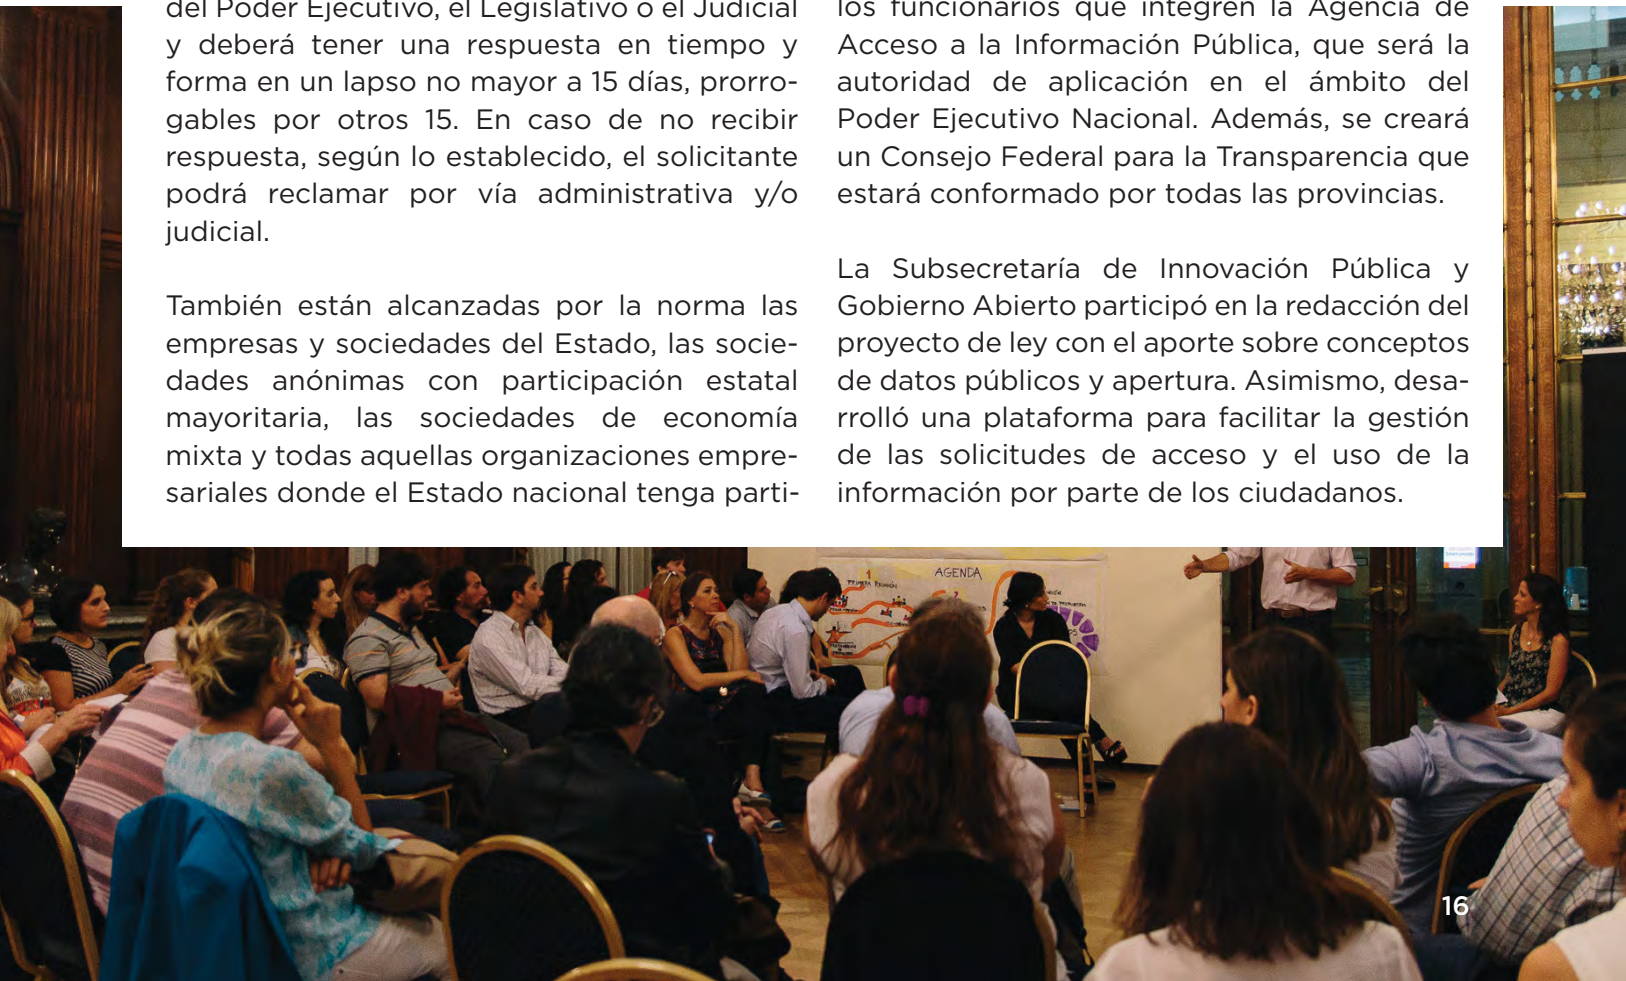 del Poder Ejecutivo, el Legislativo o el Judicial
y deberá tener una respuesta en tiempo y
forma en un lapso no mayor a 15 días, prorro-
gables por otros 15. En caso de no recibir
respuesta, según lo establecido, el solicitante
podrá reclamar por vía administrativa y/o
judicial.
También están alcanzadas por la norma las
empresas y sociedades del Estado, las socie-
dades anónimas con participación estatal
mayoritaria, las sociedades de economía
mixta y todas aquellas organizaciones empre-
sariales donde el Estado nacional tenga parti-
los funcionarios que integren la Agencia de
Acceso a la Información Pública, que será la
autoridad de aplicación en el ámbito del
Poder Ejecutivo Nacional. Además, se creará
un Consejo Federal para la Transparencia que
estará conformado por todas las provincias.
La Subsecretaría de Innovación Pública y
Gobierno Abierto participó en la redacción del
proyecto de ley con el aporte sobre conceptos
de datos públicos y apertura. Asimismo, desa-
rrolló una plataforma para facilitar la gestión
de las solicitudes de acceso y el uso de la
información por parte de los ciudadanos.
AGENDA
1
PRIMERA REUNIÓN
2
16